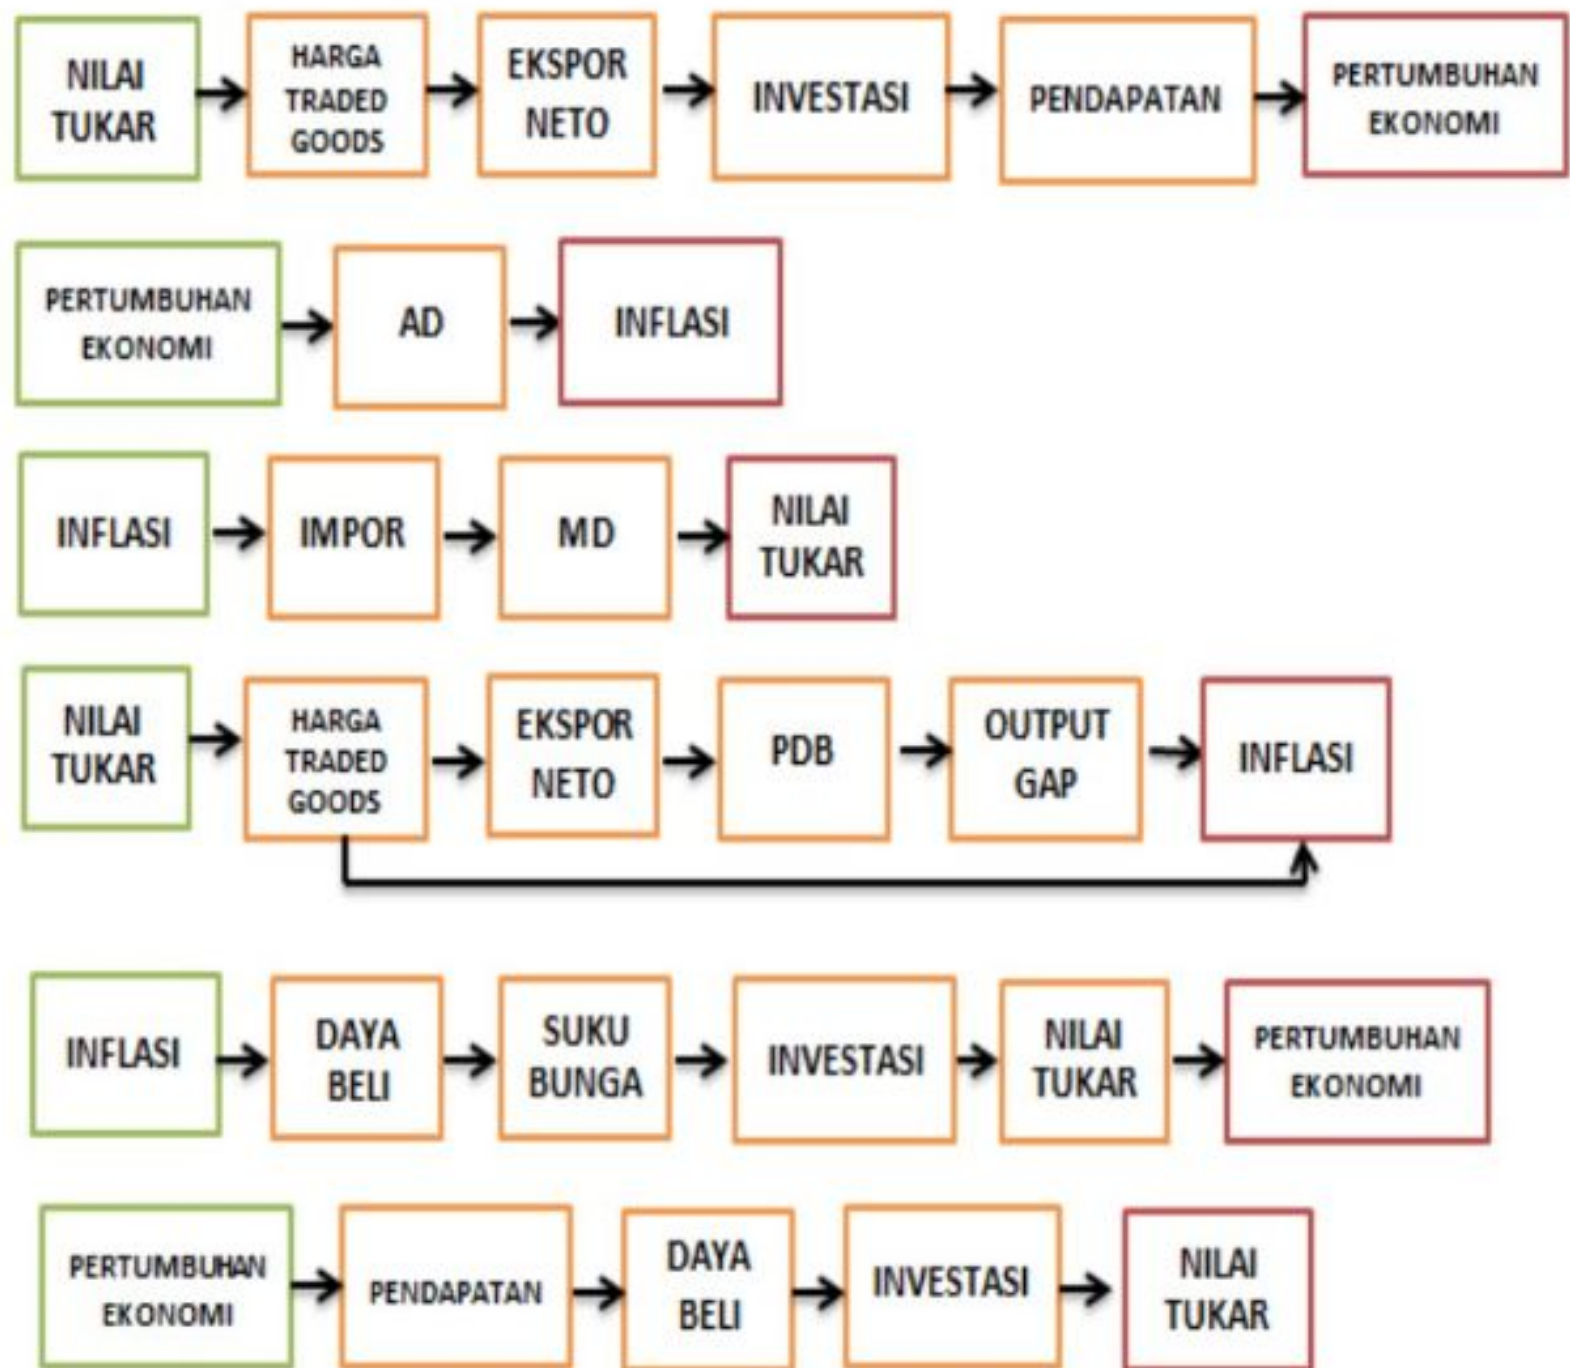 NILAI
TUKAR
HARGA
TRADED
GOODS
EKSPOR
NETO
INVESTASI
PENDAPATAN
PERTUMBUHAN
EKONOMI
PERTUMBUHAN
EKONOMI
AD
INFLASI
INFLASI
IMPOR
MD
NILAI
TUKAR
NILAI
TUKAR
HARGA
TRADED
GOODS
EKSPOR
NETO
PDB
OUTPUT
GAP
INFLASI
INFLASI
DAYA
BELI
SUKU
BUNGA
INVESTASI
NILAI
TUKAR
PERTUMBUHAN
EKONOMI
PERTUMBUHAN
EKONOMI
PENDAPATAN
DAYA
BELI
INVESTASI
NILAI
TUKAR